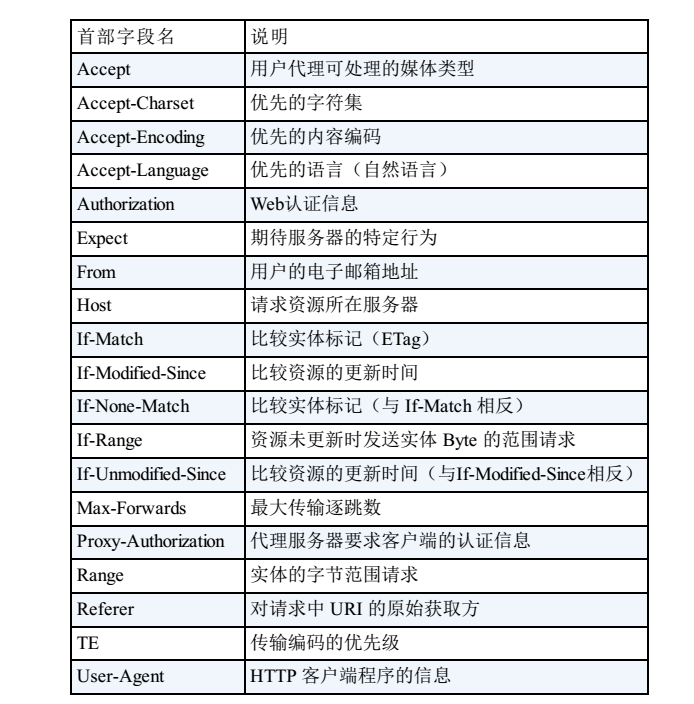 首部字段名 说明
Accept 用户代理可处理的媒体类型
Accept-Charset 优先的字符集
Accept-Encoding 优先的内容编码
Accept-Language 优先的语言（自然语言）
Authorization Web认证信息
Expect 期待服务器的特定行为
From 用户的电子邮箱地址
Host 请求资源所在服务器
If-Match 比较实体标记（ETag）
If-Modified-Since 比较资源的更新时间
If-None-Match 比较实体标记（与 If-Match 相反）
If-Range 资源未更新时发送实体 Byte 的范围请求
If-Unmodified-Since 比较资源的更新时间（与If-Modified-Since相反）
Max-Forwards 最大传输逐跳数
Proxy-Authorization 代理服务器要求客户端的认证信息
Range 实体的字节范围请求
Referer 对请求中 URI 的原始获取方
TE 传输编码的优先级
User-Agent HTTP 客户端程序的信息